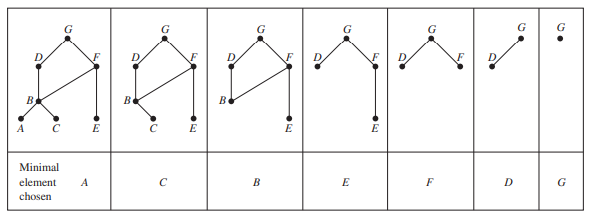 G G G G G G G
D F D F D F D F D F D
B B B
A C E C E E E
Minimal
element A C B E F D G
chosen